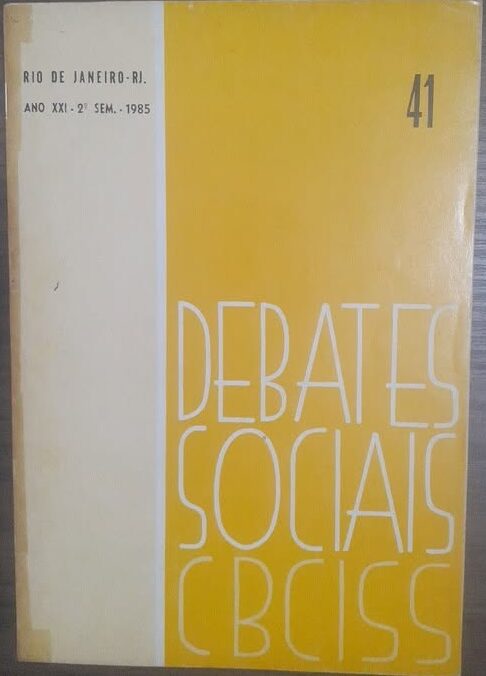 RIO DE JANEIRO-RJ.
ANO XXI - 2º SEM. - 1985
41
DEBATES
SOCIAIS
CBCISS